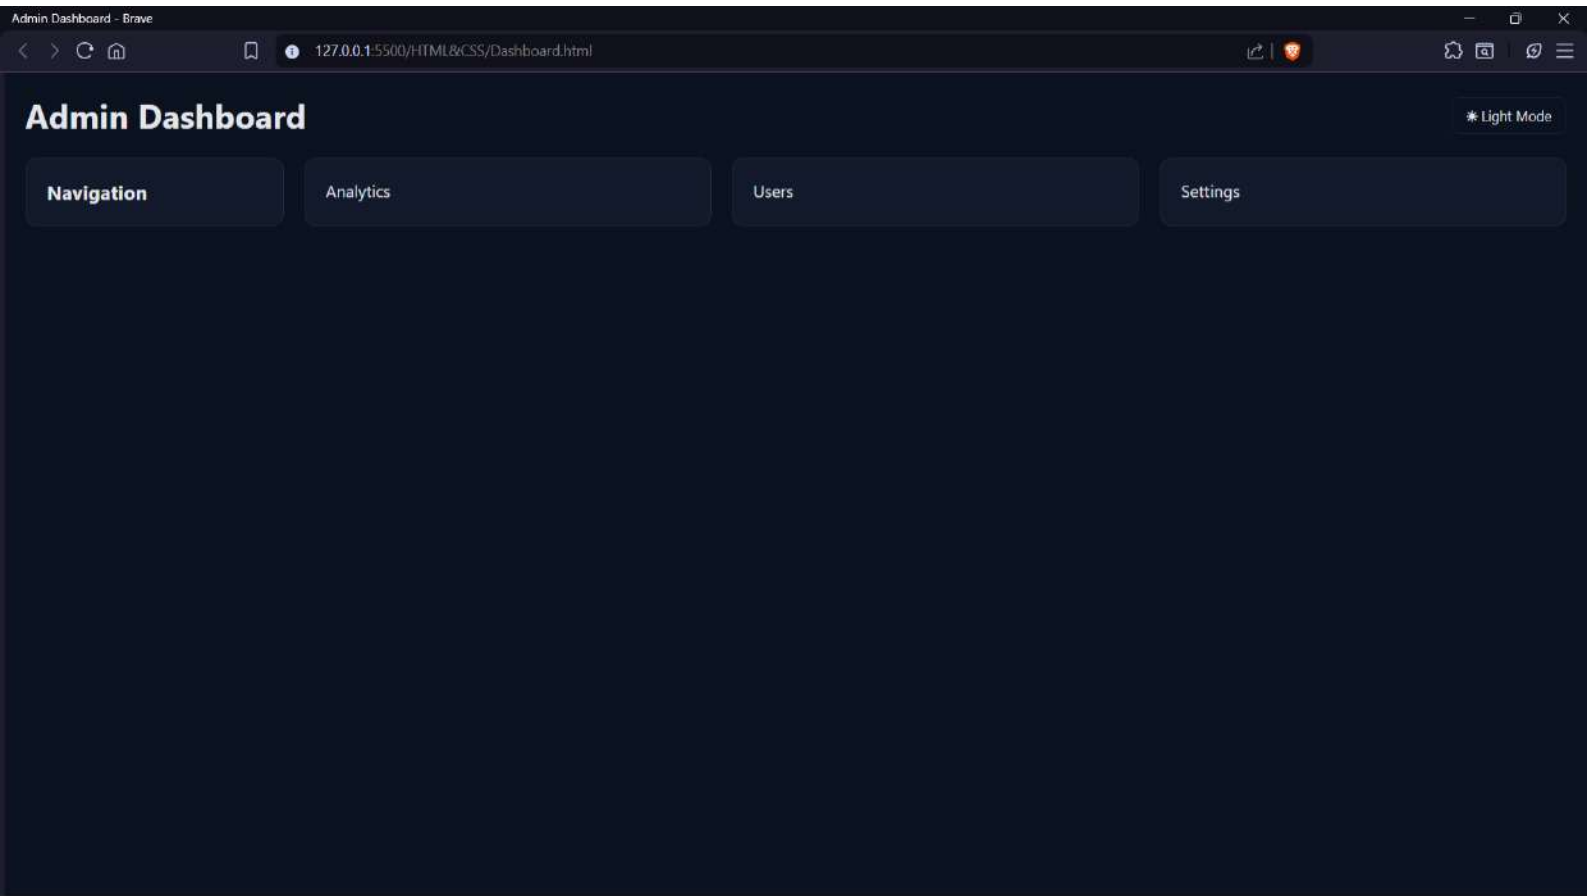 Admin Dashboard - Brave
127.0.0.1:5500/HTML&CSS/Dashboard.html
Admin Dashboard
☀ Light Mode
Navigation
Analytics
Users
Settings